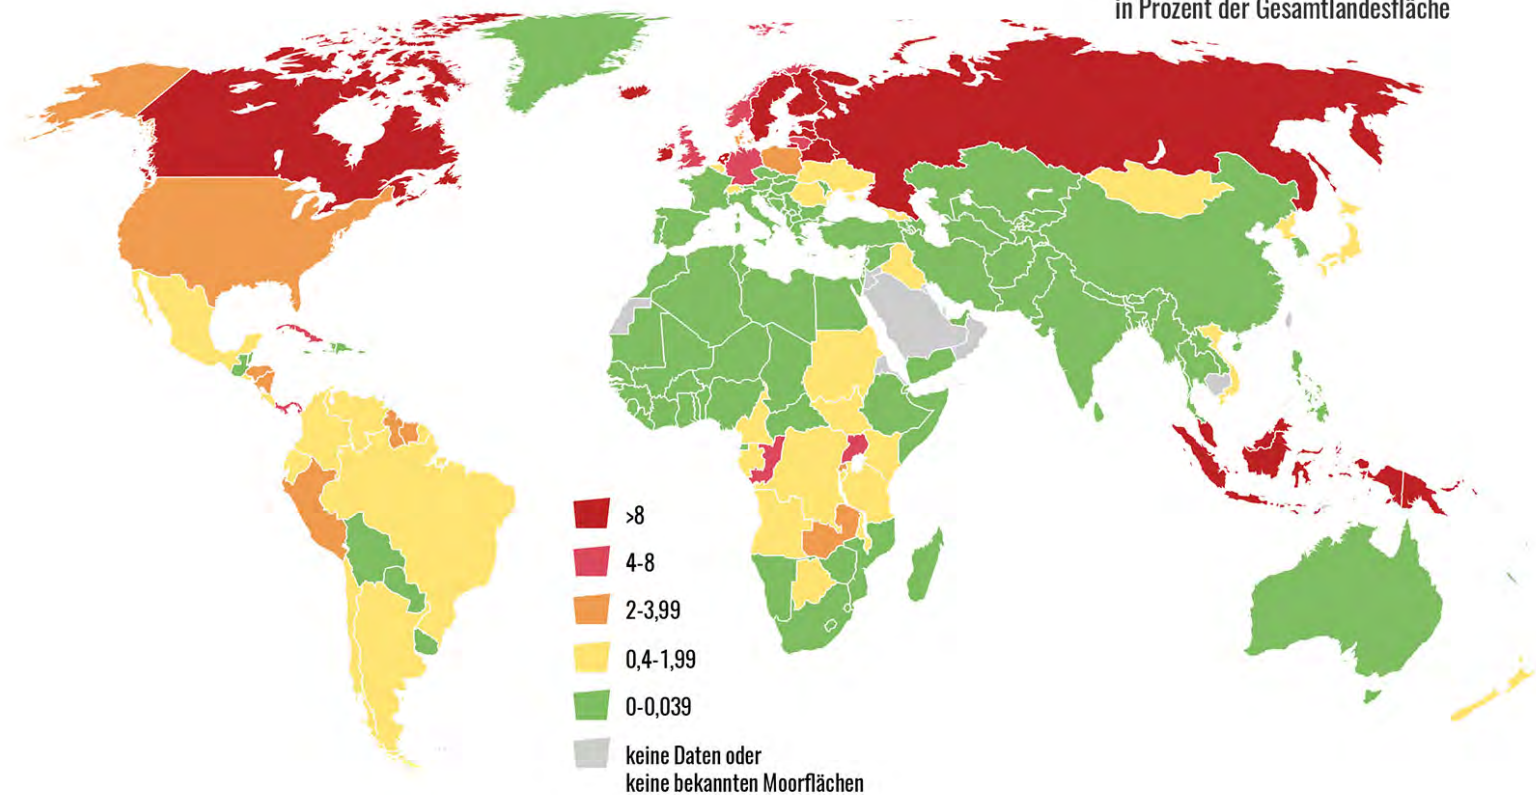 in Prozent der Gesamtlandesfläche
>8
4-8
2-3,99
0,4-1,99
0-0,039
keine Daten oder
keine bekannten Moorflächen